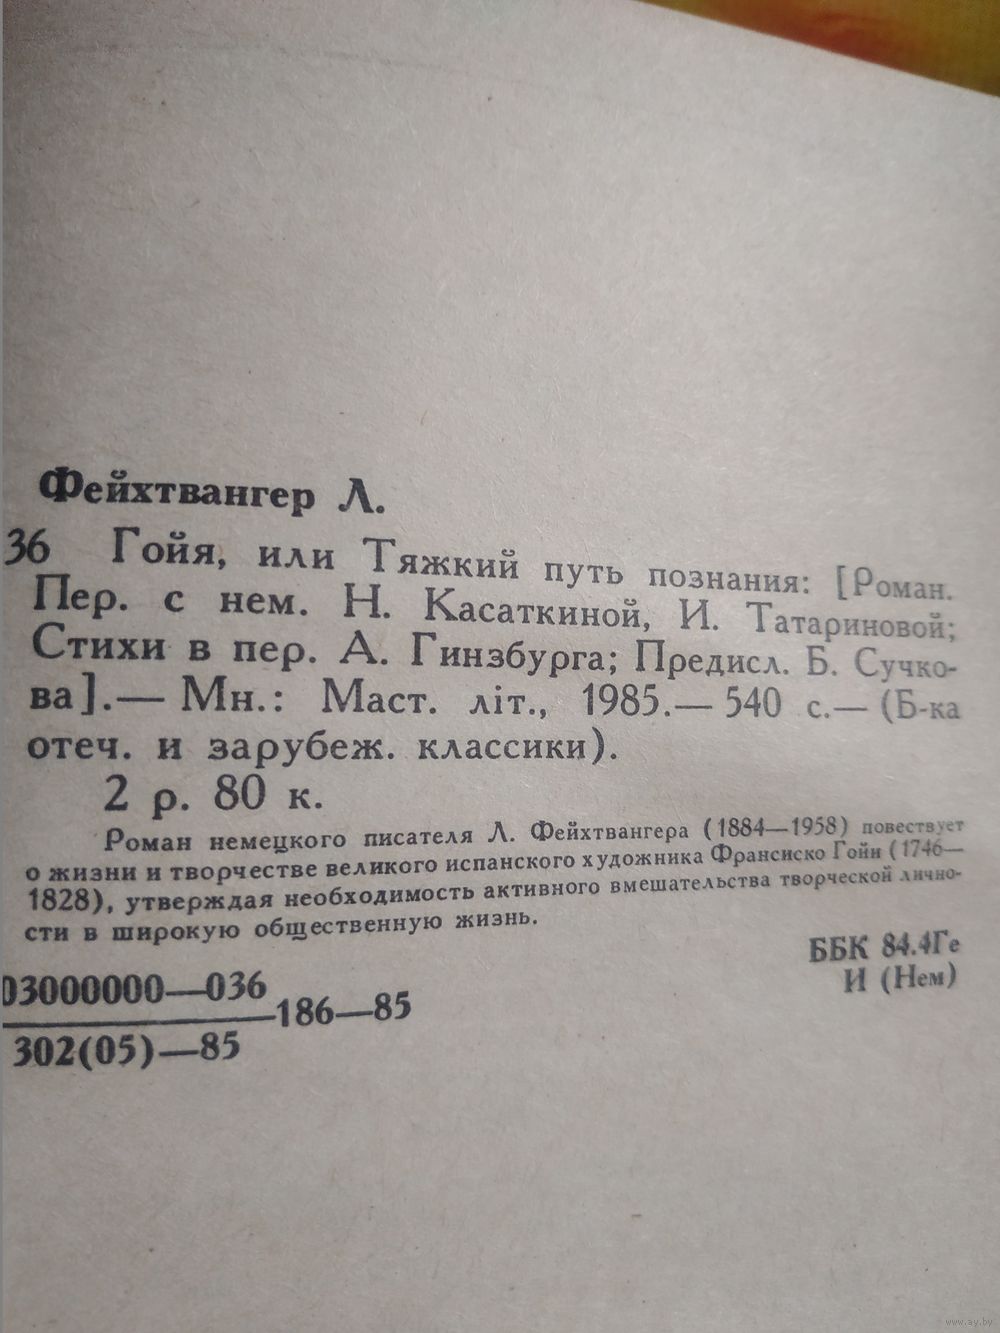 Фейхтвангер Л.
36 Гойя, или Тяжкий путь познания: [Роман.
Пер. с нем. Н. Касаткиной, И. Татариновой;
Стихи в пер. А. Гинзбурга; Предисл. Б. Сучко-
ва].— Мн.: Маст. літ., 1985.— 540 с.— (Б-ка
отеч. и зарубеж. классики).
2 р. 80 к.
Роман немецкого писателя Л. Фейхтвангера (1884—1958) повествует
о жизни и творчестве великого испанского художника Франсиско Гойи (1746—
1828), утверждая необходимость активного вмешательства творческой лично-
сти в широкую общественную жизнь.
ББК 84.4Ге
И (Нем)
03000000—036
186—85
302(05)—85
www.ay.by